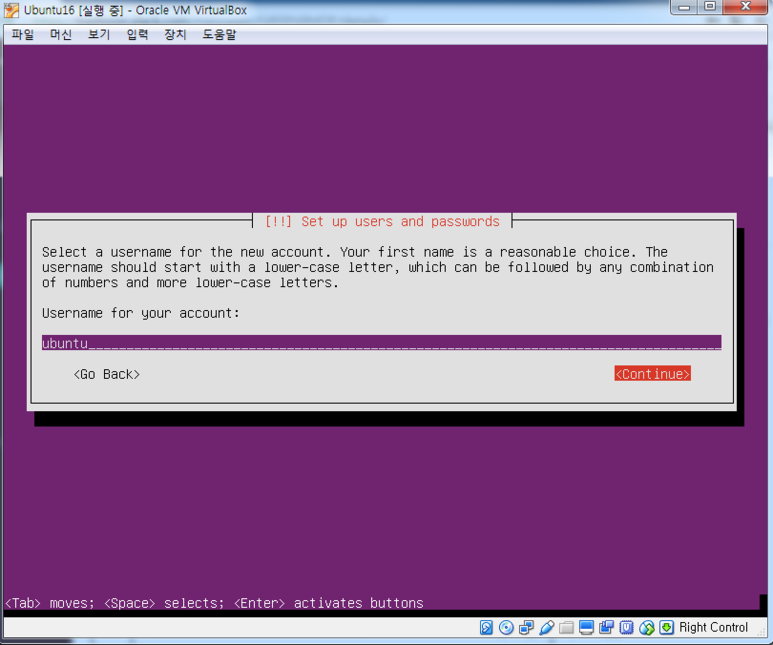 Ubuntu16 [실행 중] - Oracle VM VirtualBox
파일 머신 보기 입력 장치 도움말
[!!] Set up users and passwords
Select a username for the new account. Your first name is a reasonable choice. The
username should start with a lower-case letter, which can be followed by any combination
of numbers and more lower-case letters.
Username for your account:
ubuntu
<Go Back> <Continue>
<Tab> moves; <Space> selects; <Enter> activates buttons
Right Control